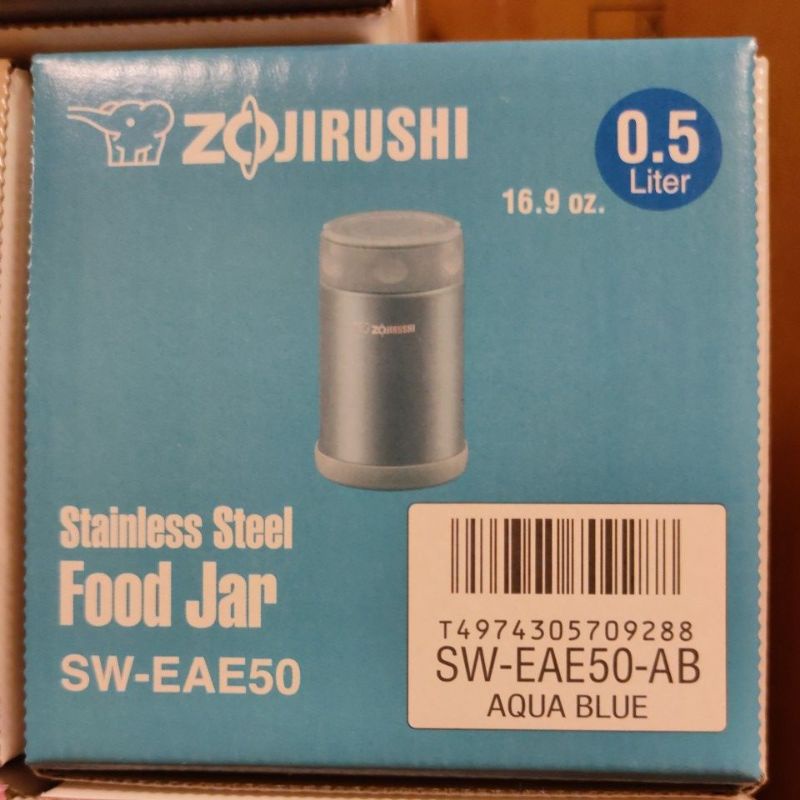 ZOJIRUSHI
0.5
Liter
16.9 oz.
ZOJIRUSHI
Stainless Steel
Food Jar
SW-EAE50
T4974305709288
SW-EAE50-AB
AQUA BLUE